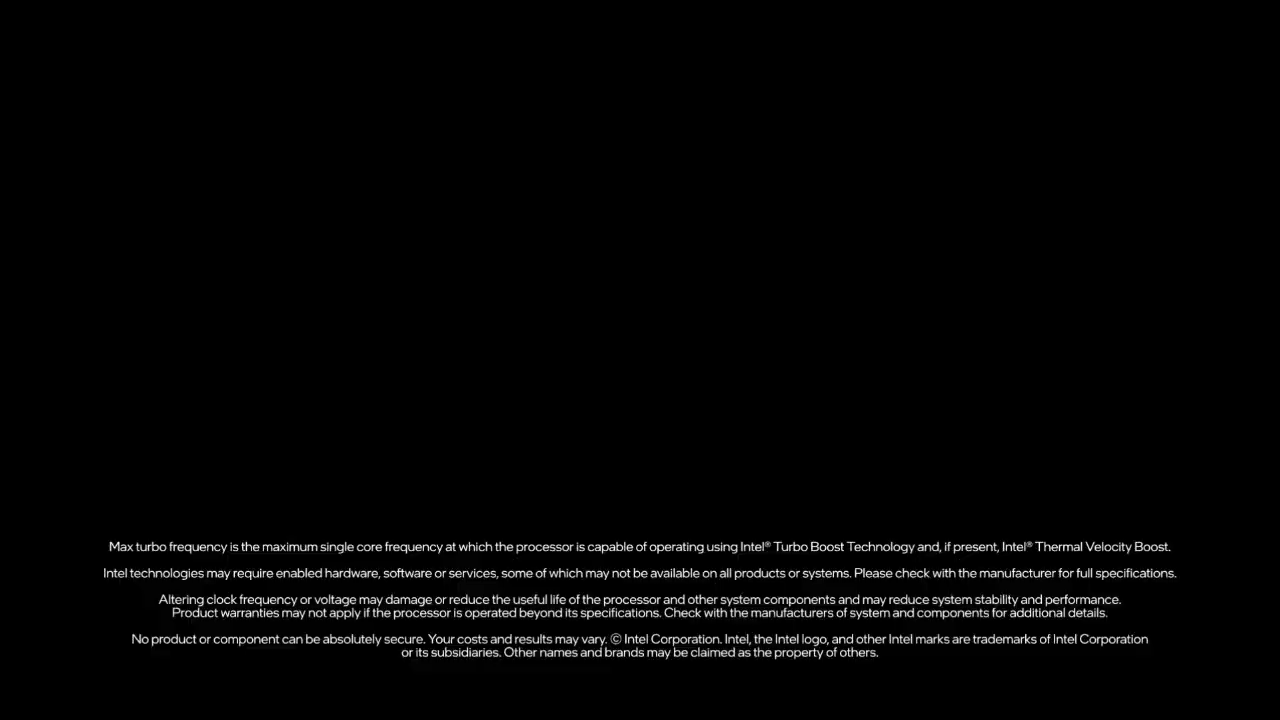 Max turbo frequency is the maximum single core frequency at which the processor is capable of operating using Intel® Turbo Boost Technology and, if present, Intel® Thermal Velocity Boost.
Intel technologies may require enabled hardware, software or services, some of which may not be available on all products or systems. Please check with the manufacturer for full specifications.
Altering clock frequency or voltage may damage or reduce the useful life of the processor and other system components and may reduce system stability and performance.
Product warranties may not apply if the processor is operated beyond its specifications. Check with the manufacturers of system and components for additional details.
No product or component can be absolutely secure. Your costs and results may vary. © Intel Corporation. Intel, the Intel logo, and other Intel marks are trademarks of Intel Corporation
or its subsidiaries. Other names and brands may be claimed as the property of others.